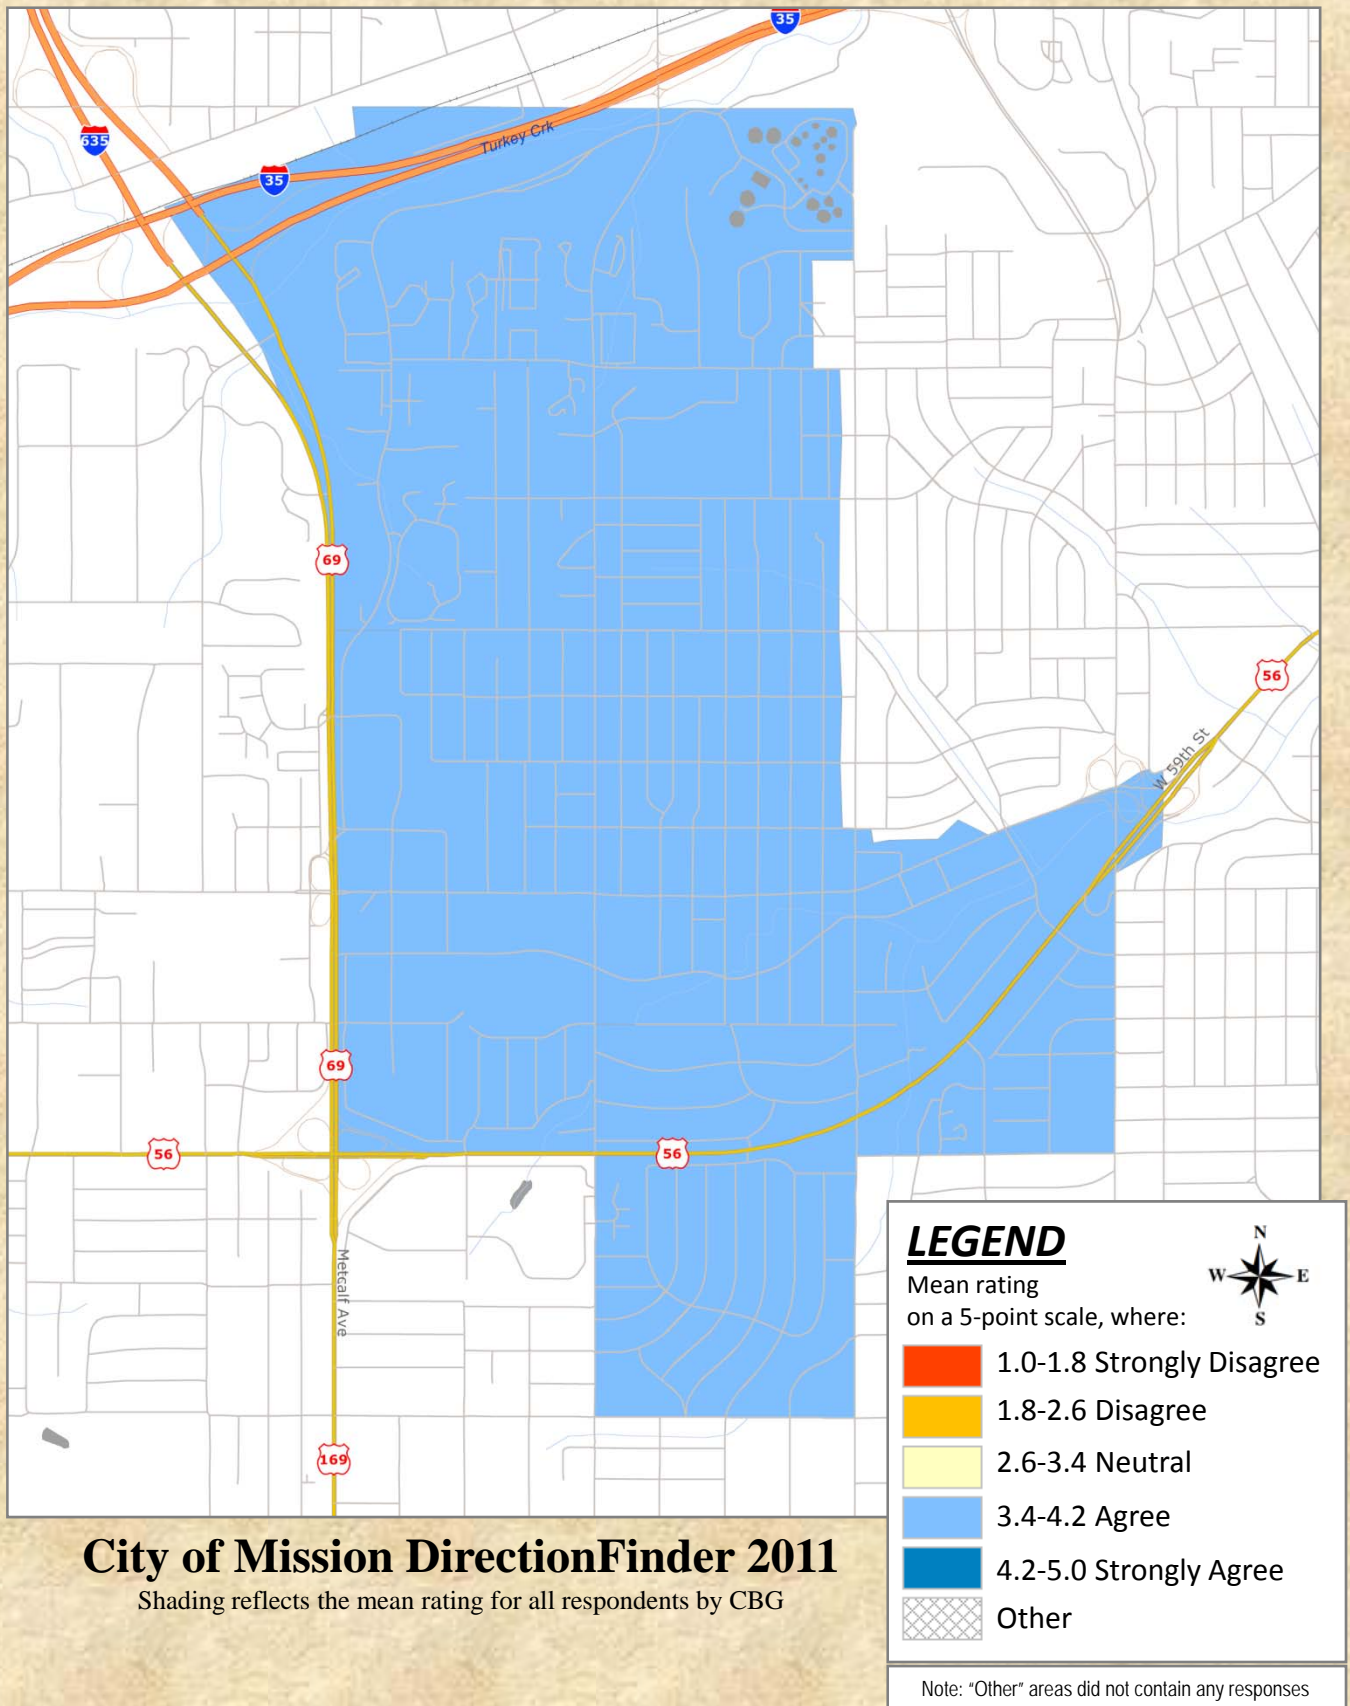 35
635
Turkey Crk
35
69
56
W 59th St
69
56
56
Metcalf Ave
169
LEGEND
N
W E
S
Mean rating
on a 5-point scale, where:
1.0-1.8 Strongly Disagree
1.8-2.6 Disagree
2.6-3.4 Neutral
3.4-4.2 Agree
4.2-5.0 Strongly Agree
Other
Note: "Other" areas did not contain any responses
City of Mission DirectionFinder 2011
Shading reflects the mean rating for all respondents by CBG